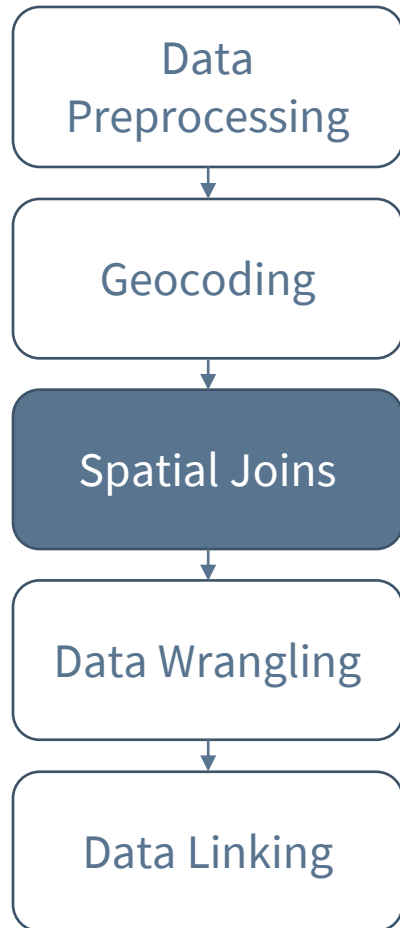 Data
Preprocessing
Geocoding
Spatial Joins
Data Wrangling
Data Linking